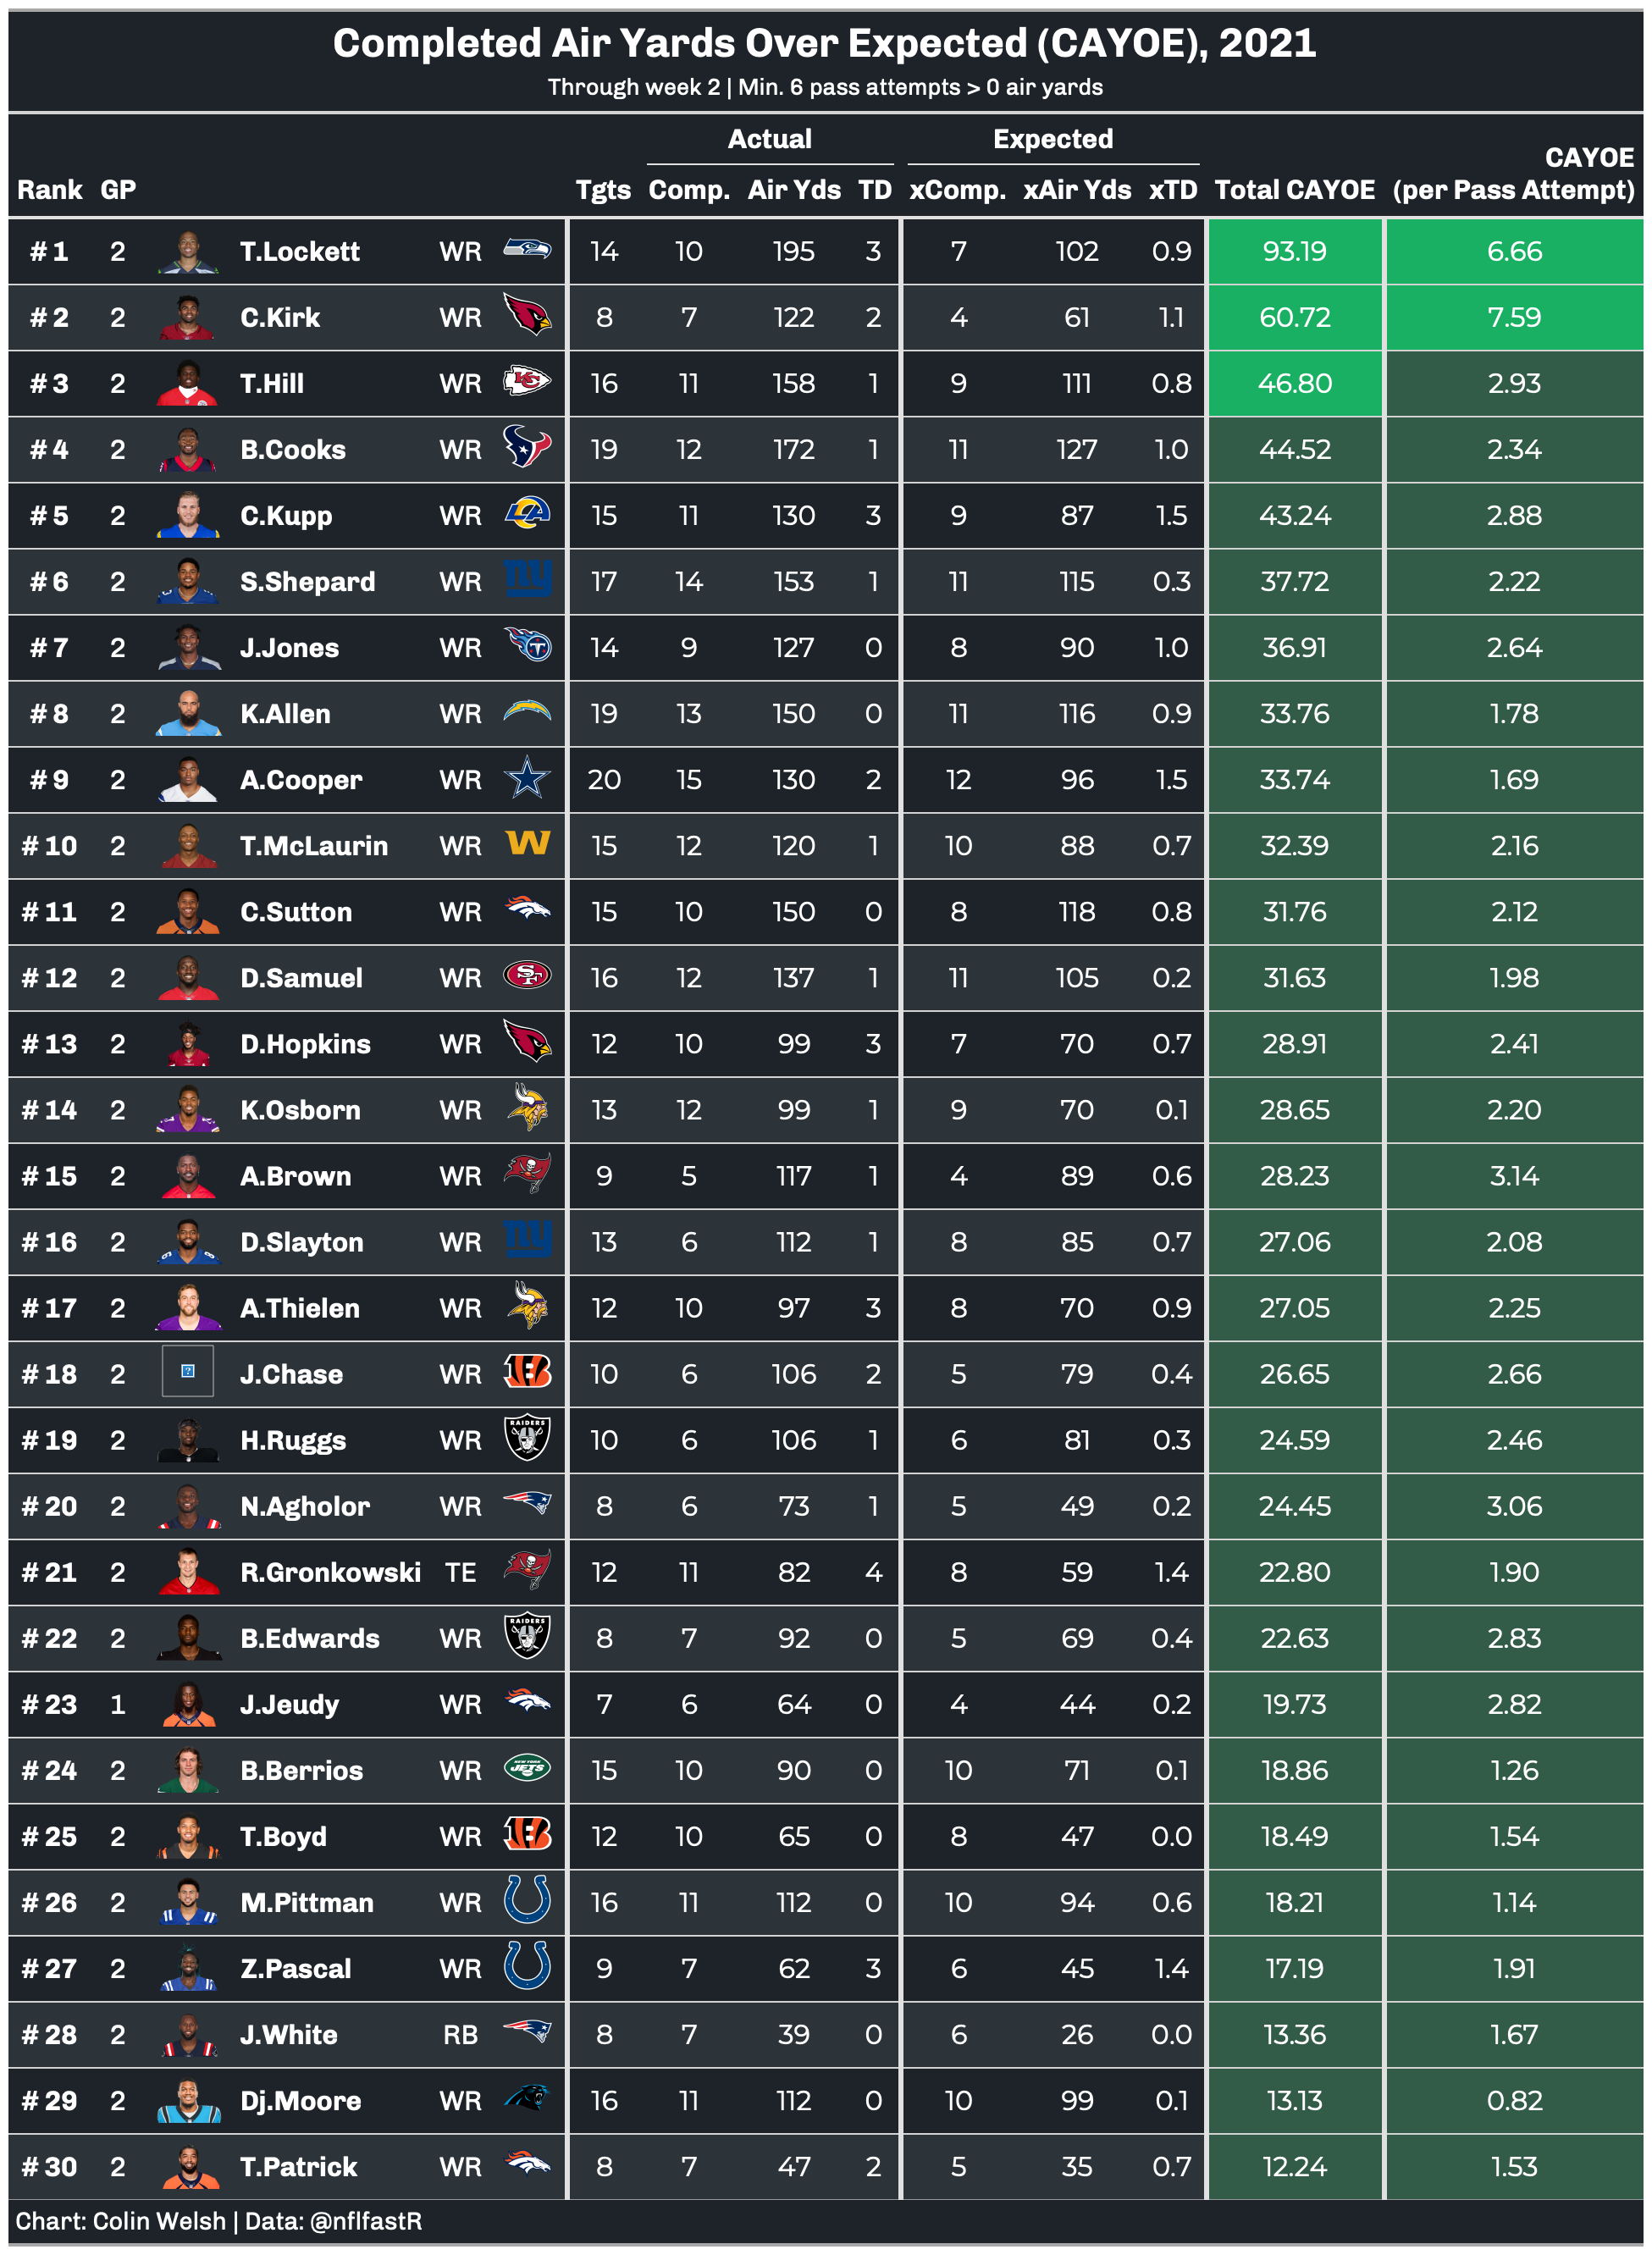 Completed Air Yards Over Expected (CAYOE), 2021
Through week 2 | Min. 6 pass attempts > 0 air yards
Actual Expected
Rank GP Tgts Comp. Air Yds TD xComp. xAir Yds xTD Total CAYOE CAYOE (per Pass Attempt)
# 1 2 T.Lockett WR 14 10 195 3 7 102 0.9 93.19 6.66
# 2 2 C.Kirk WR 8 7 122 2 4 61 1.1 60.72 7.59
# 3 2 T.Hill WR KC 16 11 158 1 9 111 0.8 46.80 2.93
# 4 2 B.Cooks WR 19 12 172 1 11 127 1.0 44.52 2.34
# 5 2 C.Kupp WR LA 15 11 130 3 9 87 1.5 43.24 2.88
# 6 2 S.Shepard WR ny 17 14 153 1 11 115 0.3 37.72 2.22
# 7 2 J.Jones WR T 14 9 127 0 8 90 1.0 36.91 2.64
# 8 2 K.Allen WR 19 13 150 0 11 116 0.9 33.76 1.78
# 9 2 A.Cooper WR 20 15 130 2 12 96 1.5 33.74 1.69
# 10 2 T.McLaurin WR W 15 12 120 1 10 88 0.7 32.39 2.16
# 11 2 C.Sutton WR 15 10 150 0 8 118 0.8 31.76 2.12
# 12 2 D.Samuel WR SF 16 12 137 1 11 105 0.2 31.63 1.98
# 13 2 D.Hopkins WR 12 10 99 3 7 70 0.7 28.91 2.41
# 14 2 K.Osborn WR 13 12 99 1 9 70 0.1 28.65 2.20
# 15 2 A.Brown WR 9 5 117 1 4 89 0.6 28.23 3.14
# 16 2 D.Slayton WR ny 13 6 112 1 8 85 0.7 27.06 2.08
# 17 2 A.Thielen WR 12 10 97 3 8 70 0.9 27.05 2.25
# 18 2 ? J.Chase WR B 10 6 106 2 5 79 0.4 26.65 2.66
# 19 2 H.Ruggs WR RAIDERS 10 6 106 1 6 81 0.3 24.59 2.46
# 20 2 N.Agholor WR 8 6 73 1 5 49 0.2 24.45 3.06
# 21 2 R.Gronkowski TE 12 11 82 4 8 59 1.4 22.80 1.90
# 22 2 B.Edwards WR RAIDERS 8 7 92 0 5 69 0.4 22.63 2.83
# 23 1 J.Jeudy WR 7 6 64 0 4 44 0.2 19.73 2.82
# 24 2 B.Berrios WR NEW YORK JETS 15 10 90 0 10 71 0.1 18.86 1.26
# 25 2 T.Boyd WR B 12 10 65 0 8 47 0.0 18.49 1.54
# 26 2 M.Pittman WR 16 11 112 0 10 94 0.6 18.21 1.14
# 27 2 Z.Pascal WR 9 7 62 3 6 45 1.4 17.19 1.91
# 28 2 J.White RB 8 7 39 0 6 26 0.0 13.36 1.67
# 29 2 Dj.Moore WR 16 11 112 0 10 99 0.1 13.13 0.82
# 30 2 T.Patrick WR 8 7 47 2 5 35 0.7 12.24 1.53
Chart: Colin Welsh | Data: @nflfastR